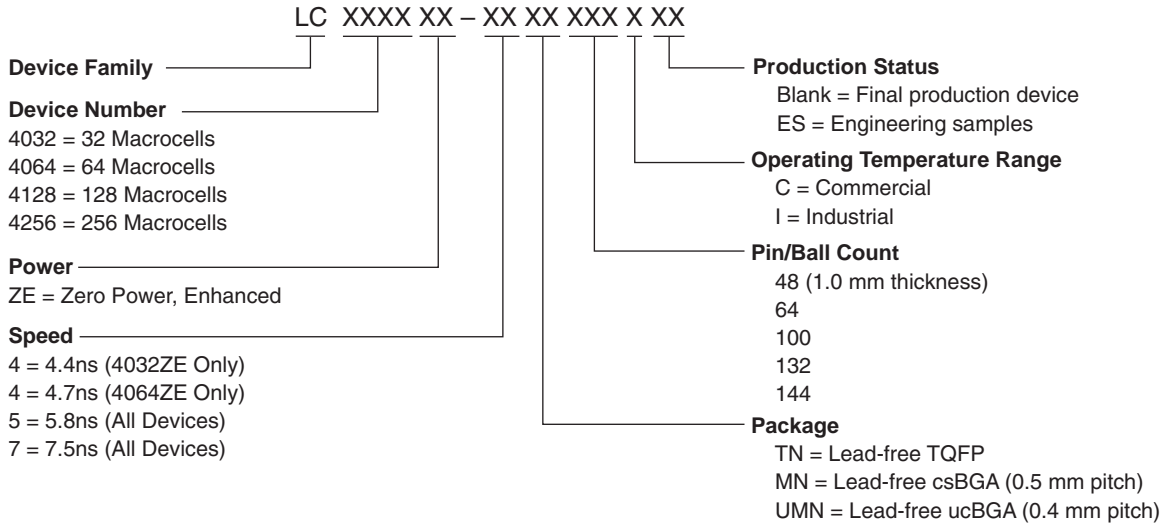 LC XXXX XX – XX XX XXX X XX
Device Family
Device Number
4032 = 32 Macrocells
4064 = 64 Macrocells
4128 = 128 Macrocells
4256 = 256 Macrocells
Power
ZE = Zero Power, Enhanced
Speed
4 = 4.4ns (4032ZE Only)
4 = 4.7ns (4064ZE Only)
5 = 5.8ns (All Devices)
7 = 7.5ns (All Devices)
Production Status
Blank = Final production device
ES = Engineering samples
Operating Temperature Range
C = Commercial
I = Industrial
Pin/Ball Count
48 (1.0 mm thickness)
64
100
132
144
Package
TN = Lead-free TQFP
MN = Lead-free csBGA (0.5 mm pitch)
UMN = Lead-free ucBGA (0.4 mm pitch)